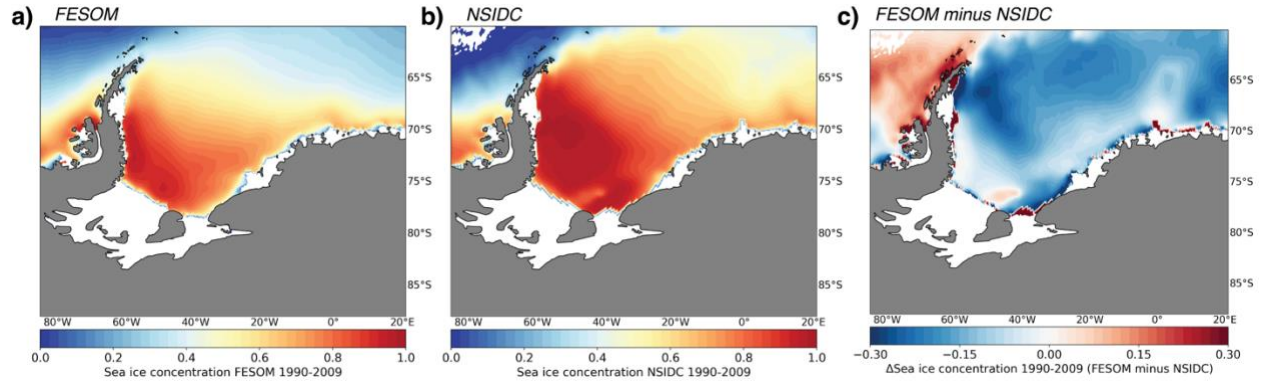 a) FESOM
65°S
70°S
75°S
80°S
85°S
80°W 60°W 40°W 20°W 0° 20°E
0.0 0.2 0.4 0.6 0.8 1.0
Sea ice concentration FESOM 1990-2009
b) NSIDC
65°S
70°S
75°S
80°S
85°S
80°W 60°W 40°W 20°W 0° 20°E
0.0 0.2 0.4 0.6 0.8 1.0
Sea ice concentration NSIDC 1990-2009
c) FESOM minus NSIDC
65°S
70°S
75°S
80°S
85°S
80°W 60°W 40°W 20°W 0° 20°E
−0.30 −0.15 0.00 0.15 0.30
ΔSea ice concentration 1990-2009 (FESOM minus NSIDC)